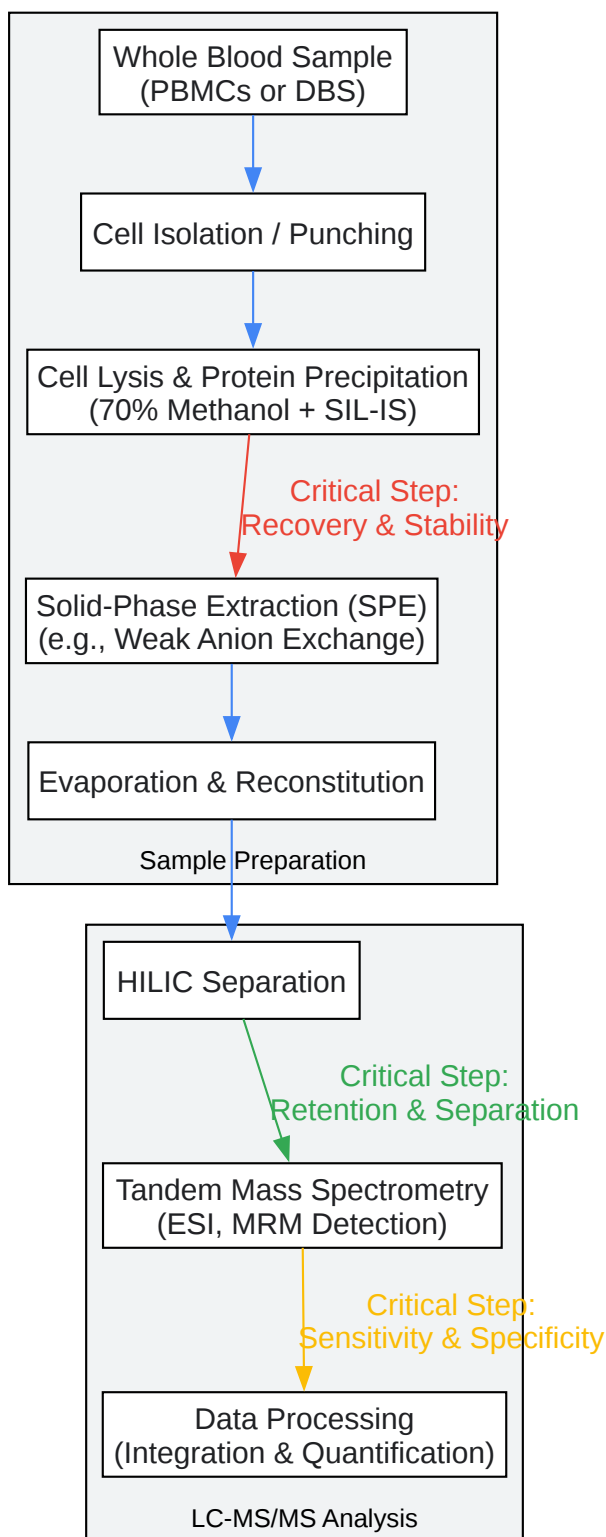 Whole Blood Sample
(PBMCs or DBS)
Cell Isolation / Punching
Cell Lysis & Protein Precipitation
(70% Methanol + SIL-IS)
Critical Step:
Recovery & Stability
Solid-Phase Extraction (SPE)
(e.g., Weak Anion Exchange)
Evaporation & Reconstitution
Sample Preparation
HILIC Separation
Critical Step:
Retention & Separation
Tandem Mass Spectrometry
(ESI, MRM Detection)
Critical Step:
Sensitivity & Specificity
Data Processing
(Integration & Quantification)
LC-MS/MS Analysis